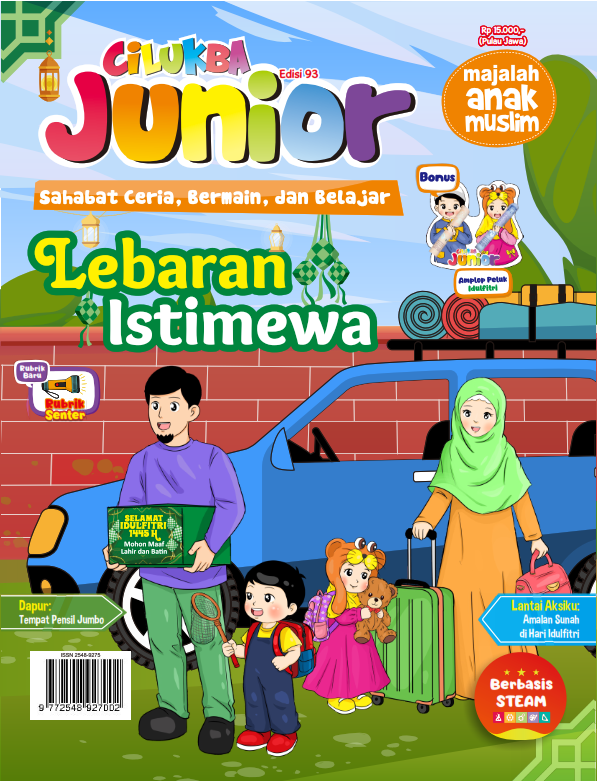 CiLUKBA
Junior
Edisi 93
Rp 15.000,-
(Pulau Jawa)
majalah
anak
muslim
Sahabat Ceria, Bermain, dan Belajar
Bonus
Junior
Amplop Peluk
Idulfitri
Lebaran
Istimewa
Rubrik
Baru
Rubrik
Senter
SELAMAT
IDULFITRI
1445 H
Mohon Maaf
Lahir dan Batin
Dapur:
Tempat Pensil Jumbo
Lantai Aksiku:
Amalan Sunah
di Hari Idulfitri
ISSN 2548-9275
9 772548 927002
Berbasis
STEAM